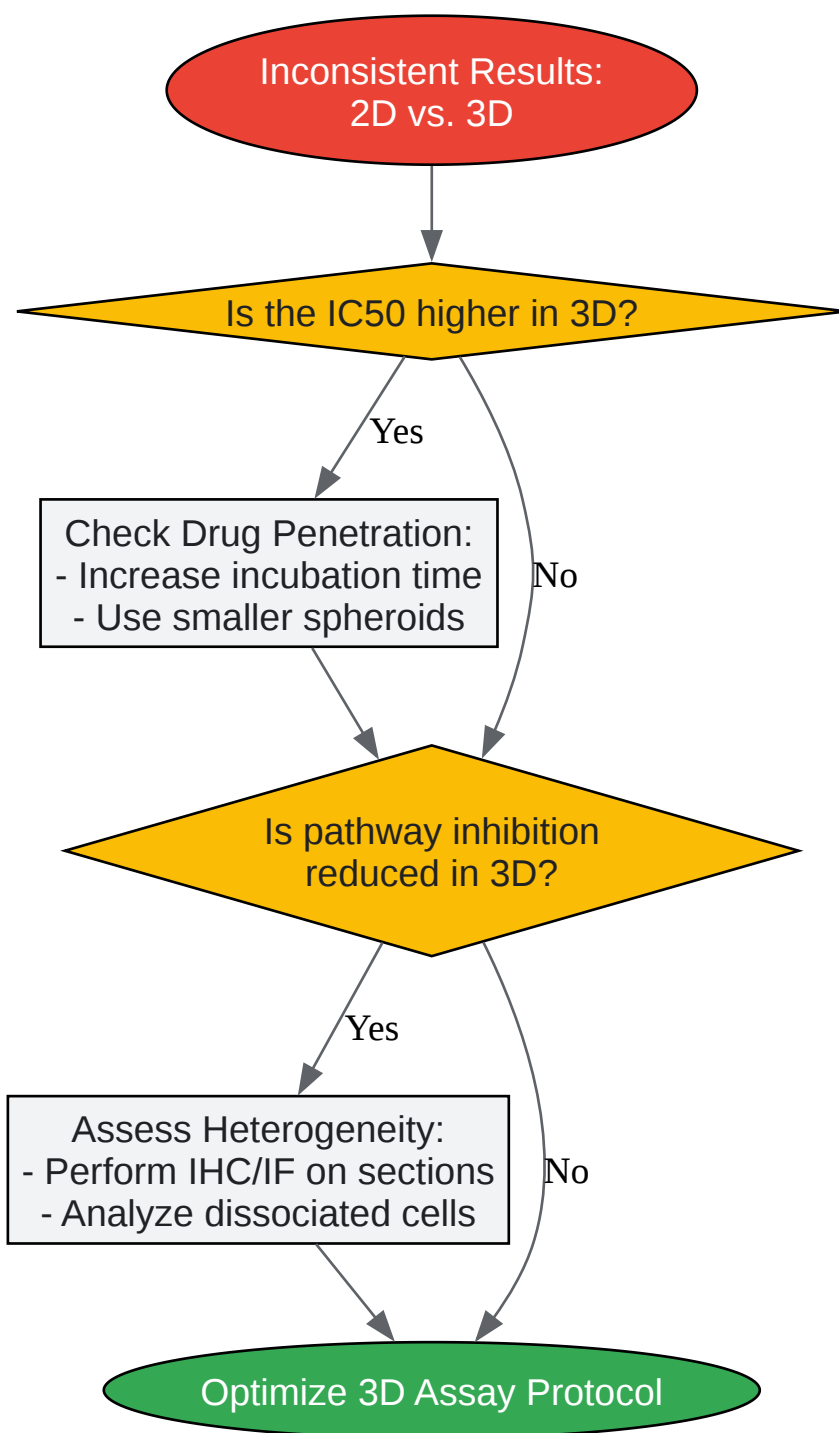 Inconsistent Results:
2D vs. 3D
Is the IC50 higher in 3D?
Yes
Check Drug Penetration:
- Increase incubation time
- Use smaller spheroids
No
Is pathway inhibition
reduced in 3D?
Yes
Assess Heterogeneity:
- Perform IHC/IF on sections
- Analyze dissociated cells
No
Optimize 3D Assay Protocol